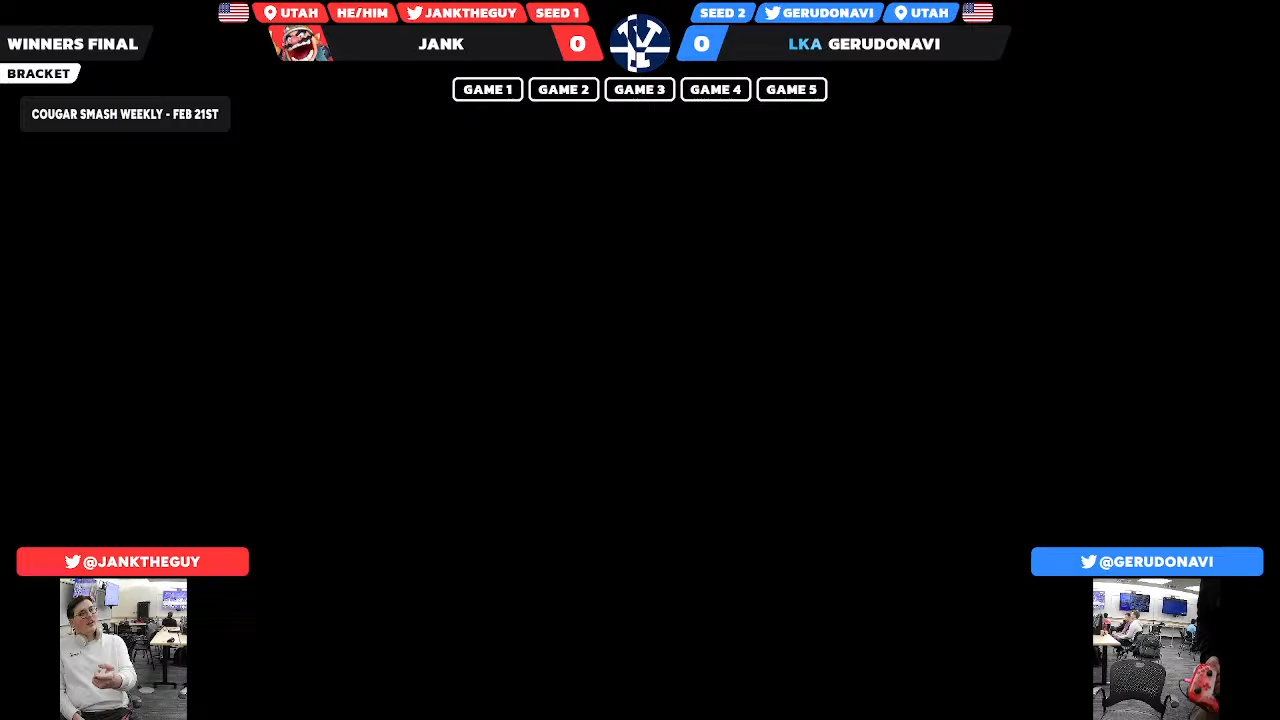 UTAH HE/HIM JANKTHEGUY SEED 1
SEED 2 GERUDONAVI UTAH
WINNERS FINAL
JANK 0
0 LKA GERUDONAVI
BRACKET
GAME 1 GAME 2 GAME 3 GAME 4 GAME 5
COUGAR SMASH WEEKLY - FEB 21ST
@JANKTHEGUY
@GERUDONAVI